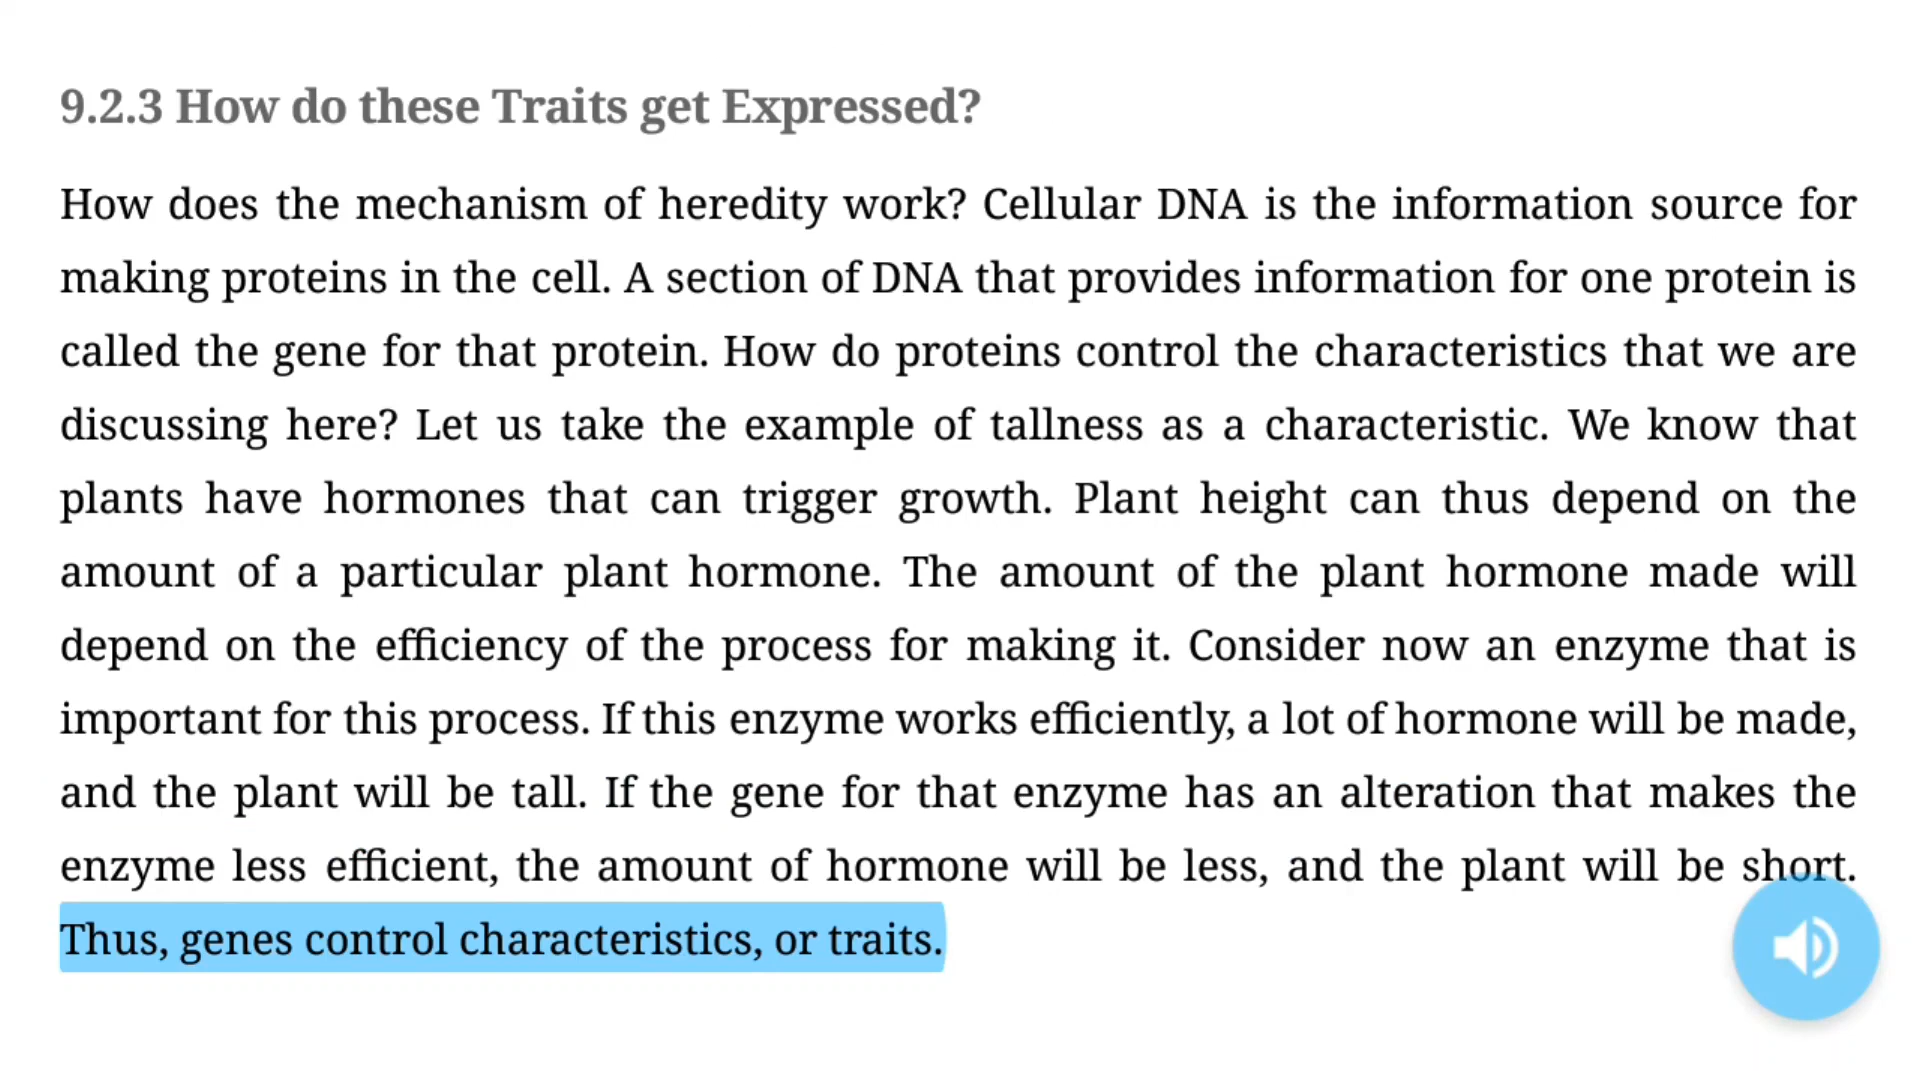 9.2.3 How do these Traits get Expressed?
How does the mechanism of heredity work? Cellular DNA is the information source for
making proteins in the cell. A section of DNA that provides information for one protein is
called the gene for that protein. How do proteins control the characteristics that we are
discussing here? Let us take the example of tallness as a characteristic. We know that
plants have hormones that can trigger growth. Plant height can thus depend on the
amount of a particular plant hormone. The amount of the plant hormone made will
depend on the efficiency of the process for making it. Consider now an enzyme that is
important for this process. If this enzyme works efficiently, a lot of hormone will be made,
and the plant will be tall. If the gene for that enzyme has an alteration that makes the
enzyme less efficient, the amount of hormone will be less, and the plant will be short.
Thus, genes control characteristics, or traits.